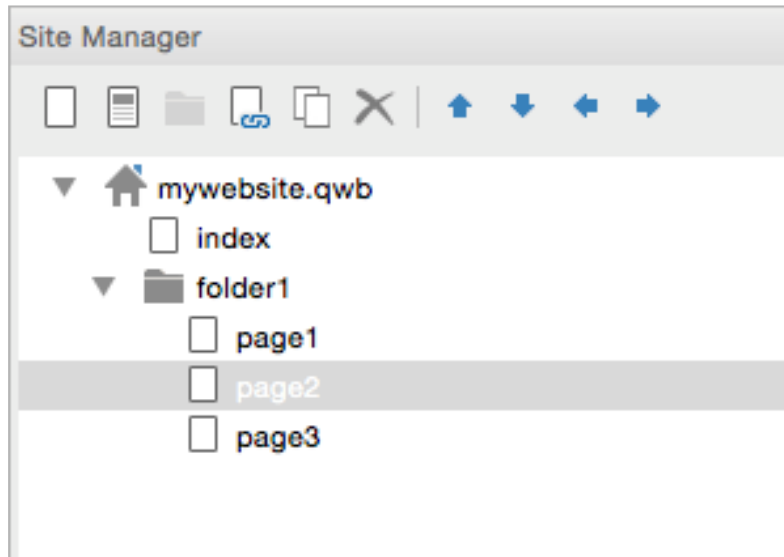 Site Manager
mywebsite.qwb
index
folder1
page1
page2
page3